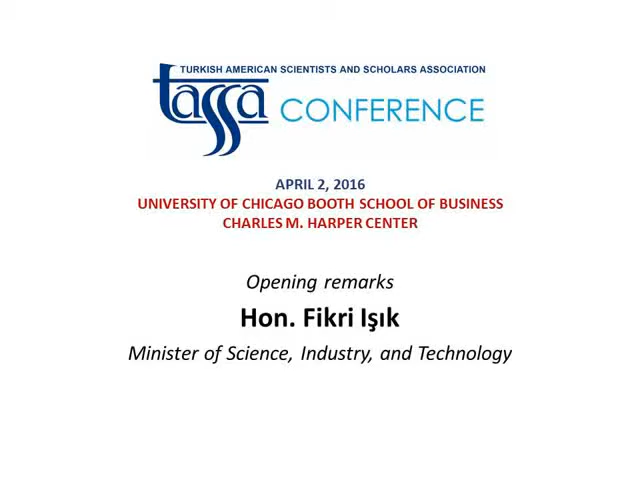 TURKISH AMERICAN SCIENTISTS AND SCHOLARS ASSOCIATION
tassa CONFERENCE
APRIL 2, 2016
UNIVERSITY OF CHICAGO BOOTH SCHOOL OF BUSINESS
CHARLES M. HARPER CENTER
Opening remarks
Hon. Fikri Işık
Minister of Science, Industry, and Technology